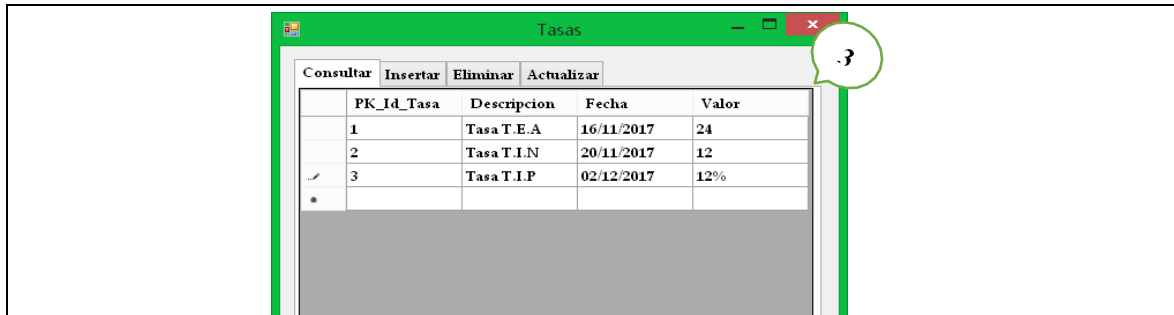 Tasas
3
Consultar Insertar Eliminar Actualizar
PK_Id_Tasa Descripcion Fecha Valor
1 Tasa T.E.A 16/11/2017 24
2 Tasa T.I.N 20/11/2017 12
3 Tasa T.I.P 02/12/2017 12%